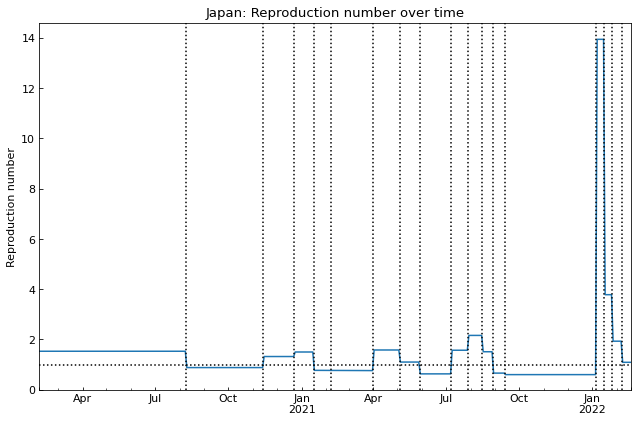 Japan: Reproduction number over time
Reproduction number
14
12
10
8
6
4
2
0
Apr
Jul
Oct
Jan
2021
Apr
Jul
Oct
Jan
2022